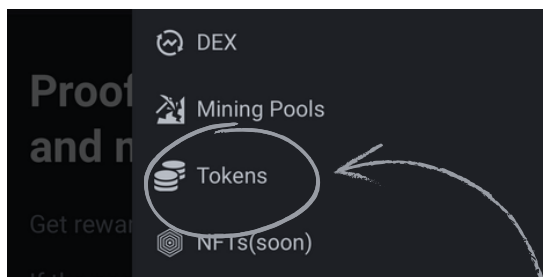 DEX
Mining Pools
Tokens
NFTs(soon)
Proof
and
Get rewar